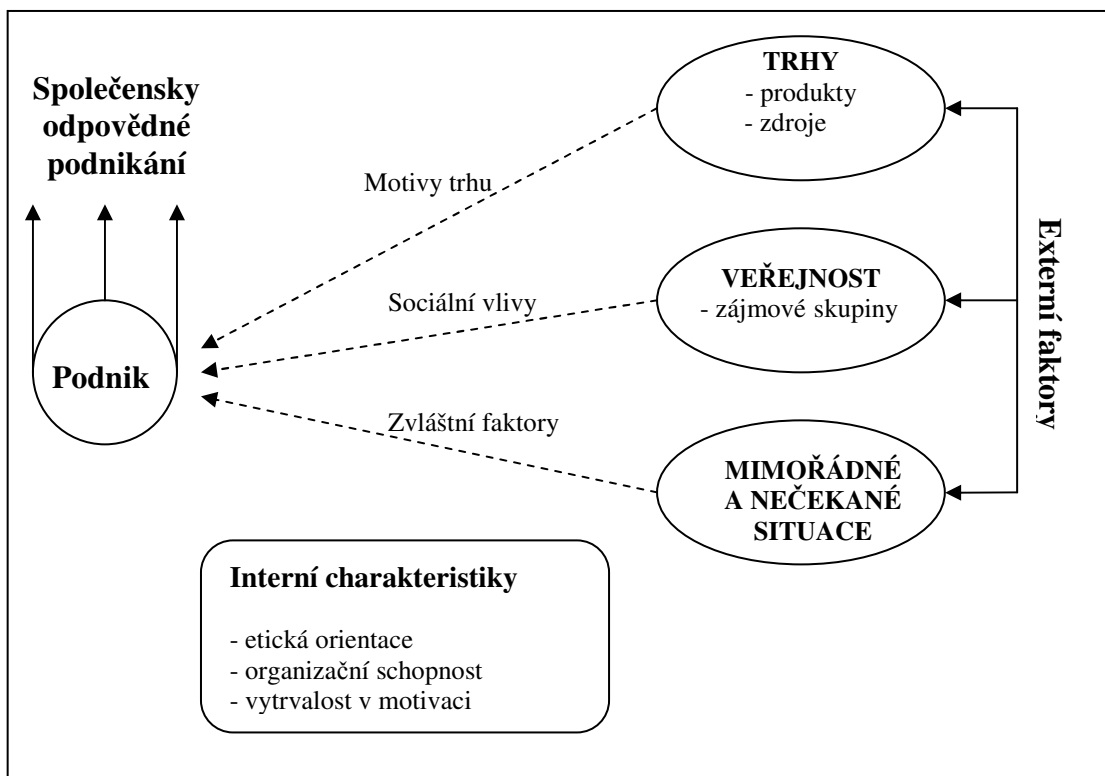 Společensky
odpovědné
podnikání
Podnik
Motivy trhu
Sociální vlivy
Zvláštní faktory
TRHY
- produkty
- zdroje
VEŘEJNOST
- zájmové skupiny
MIMOŘÁDNÉ
A NEČEKANÉ
SITUACE
Externí faktory
Interní charakteristiky
- etická orientace
- organizační schopnost
- vytrvalost v motivaci